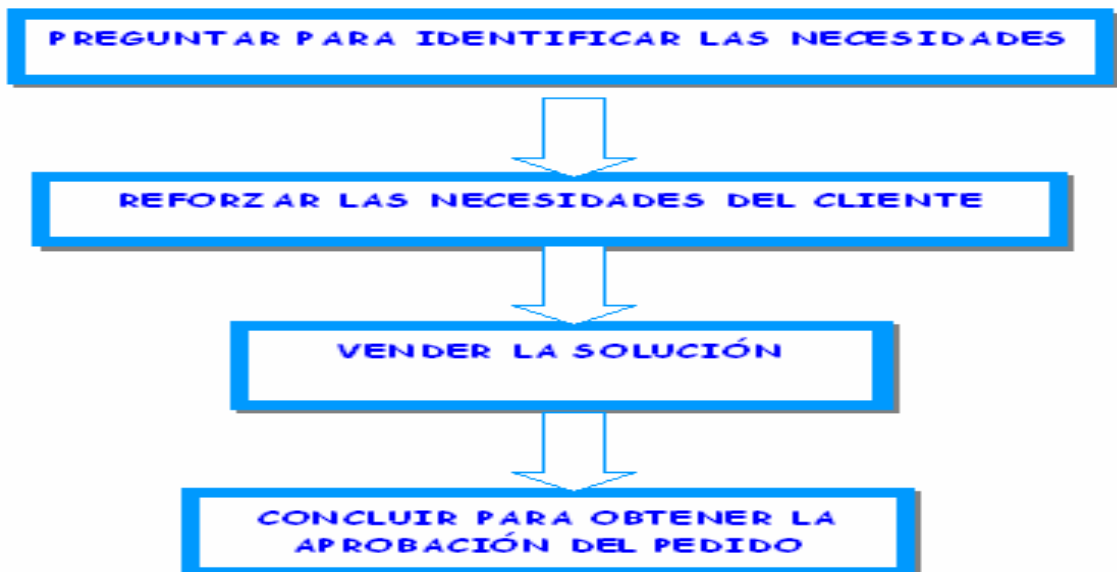 PREGUNTAR PARA IDENTIFICAR LAS NECESIDADES
REFORZAR LAS NECESIDADES DEL CLIENTE
VENDER LA SOLUCIÓN
CONCLUIR PARA OBTENER LA
APROBACIÓN DEL PEDIDO